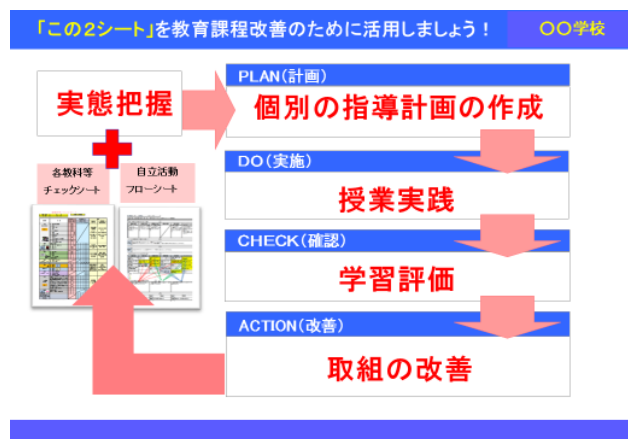 「この2シート」を教育課程改善のために活用しましょう！ 〇〇学校
実態把握
各教科等
チェックシート
自立活動
フローシート
PLAN(計画)
個別の指導計画の作成
DO(実施)
授業実践
CHECK(確認)
学習評価
ACTION(改善)
取組の改善